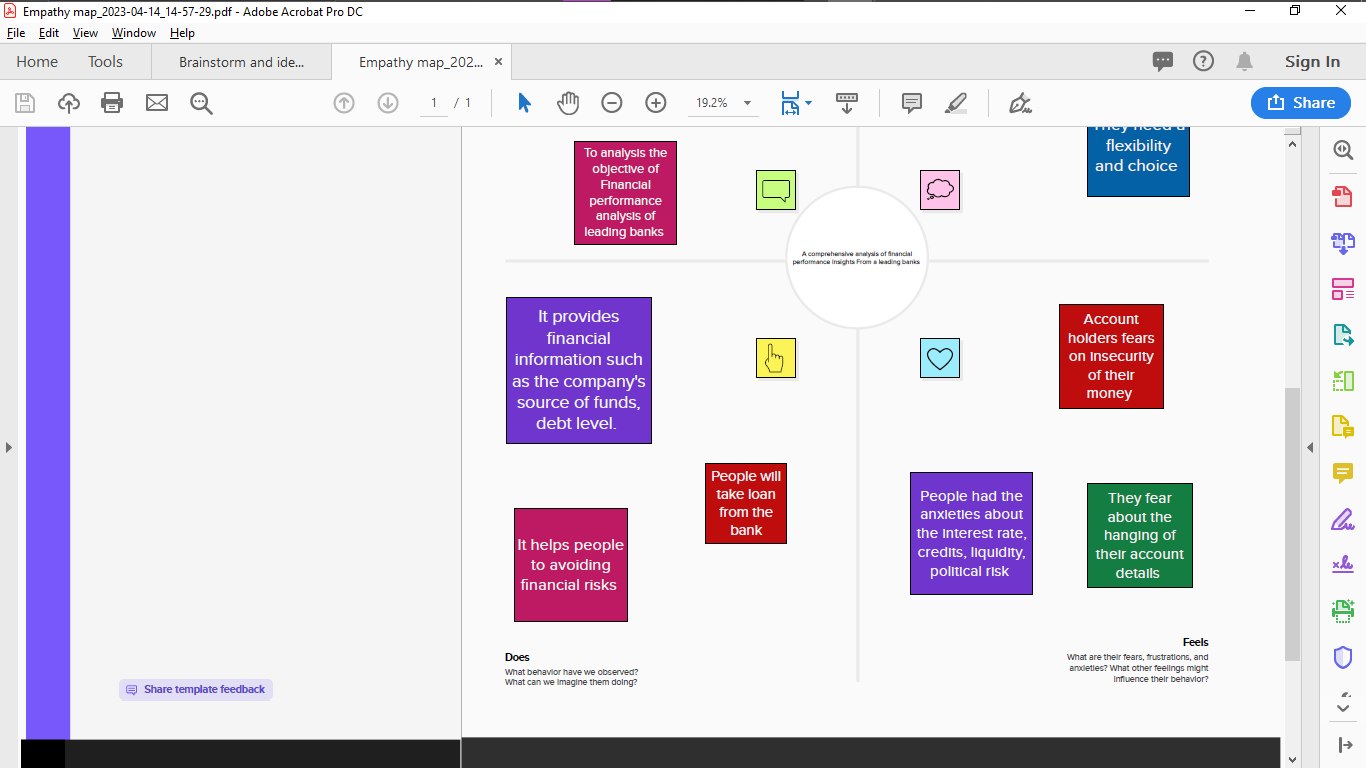 Empathy map_2023-04-14_14-57-29.pdf - Adobe Acrobat Pro DC
File Edit View Window Help
Home Tools Brainstorm and ide... Empathy map_202... × Sign In
1 / 1 19.2% Share
To analysis the
objective of
Financial
performance
analysis of
leading banks
They need a
flexibility
and choice
A comprehensive analysis of financial
performance Insights From a leading banks
It provides
financial
information such
as the company's
source of funds,
debt level.
Account
holders fears
on insecurity
of their
money
People will
take loan
from the
bank
It helps people
to avoiding
financial risks
People had the
anxieties about
the interest rate,
credits, liquidity,
political risk
They fear
about the
hanging of
their account
details
Does
What behavior have we observed?
What can we imagine them doing?
Feels
What are their fears, frustrations, and
anxieties? What other feelings might
influence their behavior?
Share template feedback